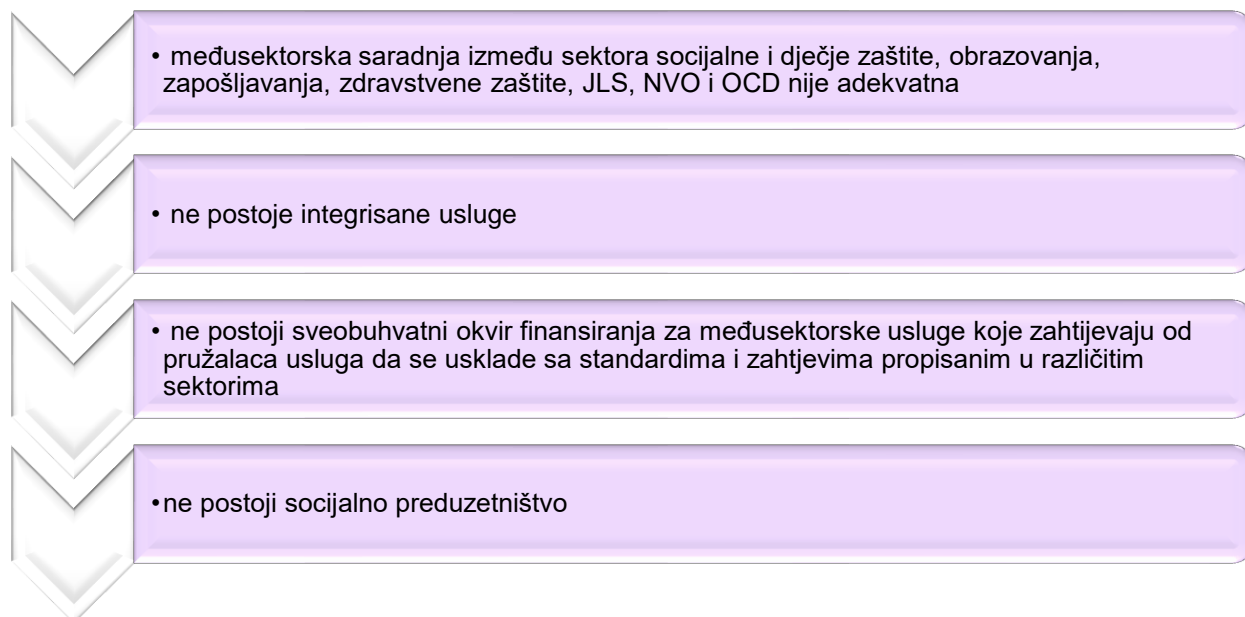 • međusektorska saradnja između sektora socijalne i dječje zaštite, obrazovanja,
zapošljavanja, zdravstvene zaštite, JLS, NVO i OCD nije adekvatna
• ne postoje integrisane usluge
• ne postoji sveobuhvatni okvir finansiranja za međusektorske usluge koje zahtijevaju od
pružalaca usluga da se usklade sa standardima i zahtjevima propisanim u različitim
sektorima
•ne postoji socijalno preduzetništvo